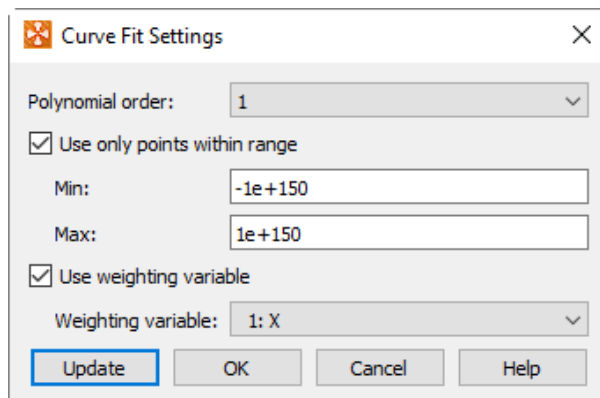 Curve Fit Settings
Polynomial order: 1
Use only points within range
Min: -1e+150
Max: 1e+150
Use weighting variable
Weighting variable: 1: X
Update OK Cancel Help